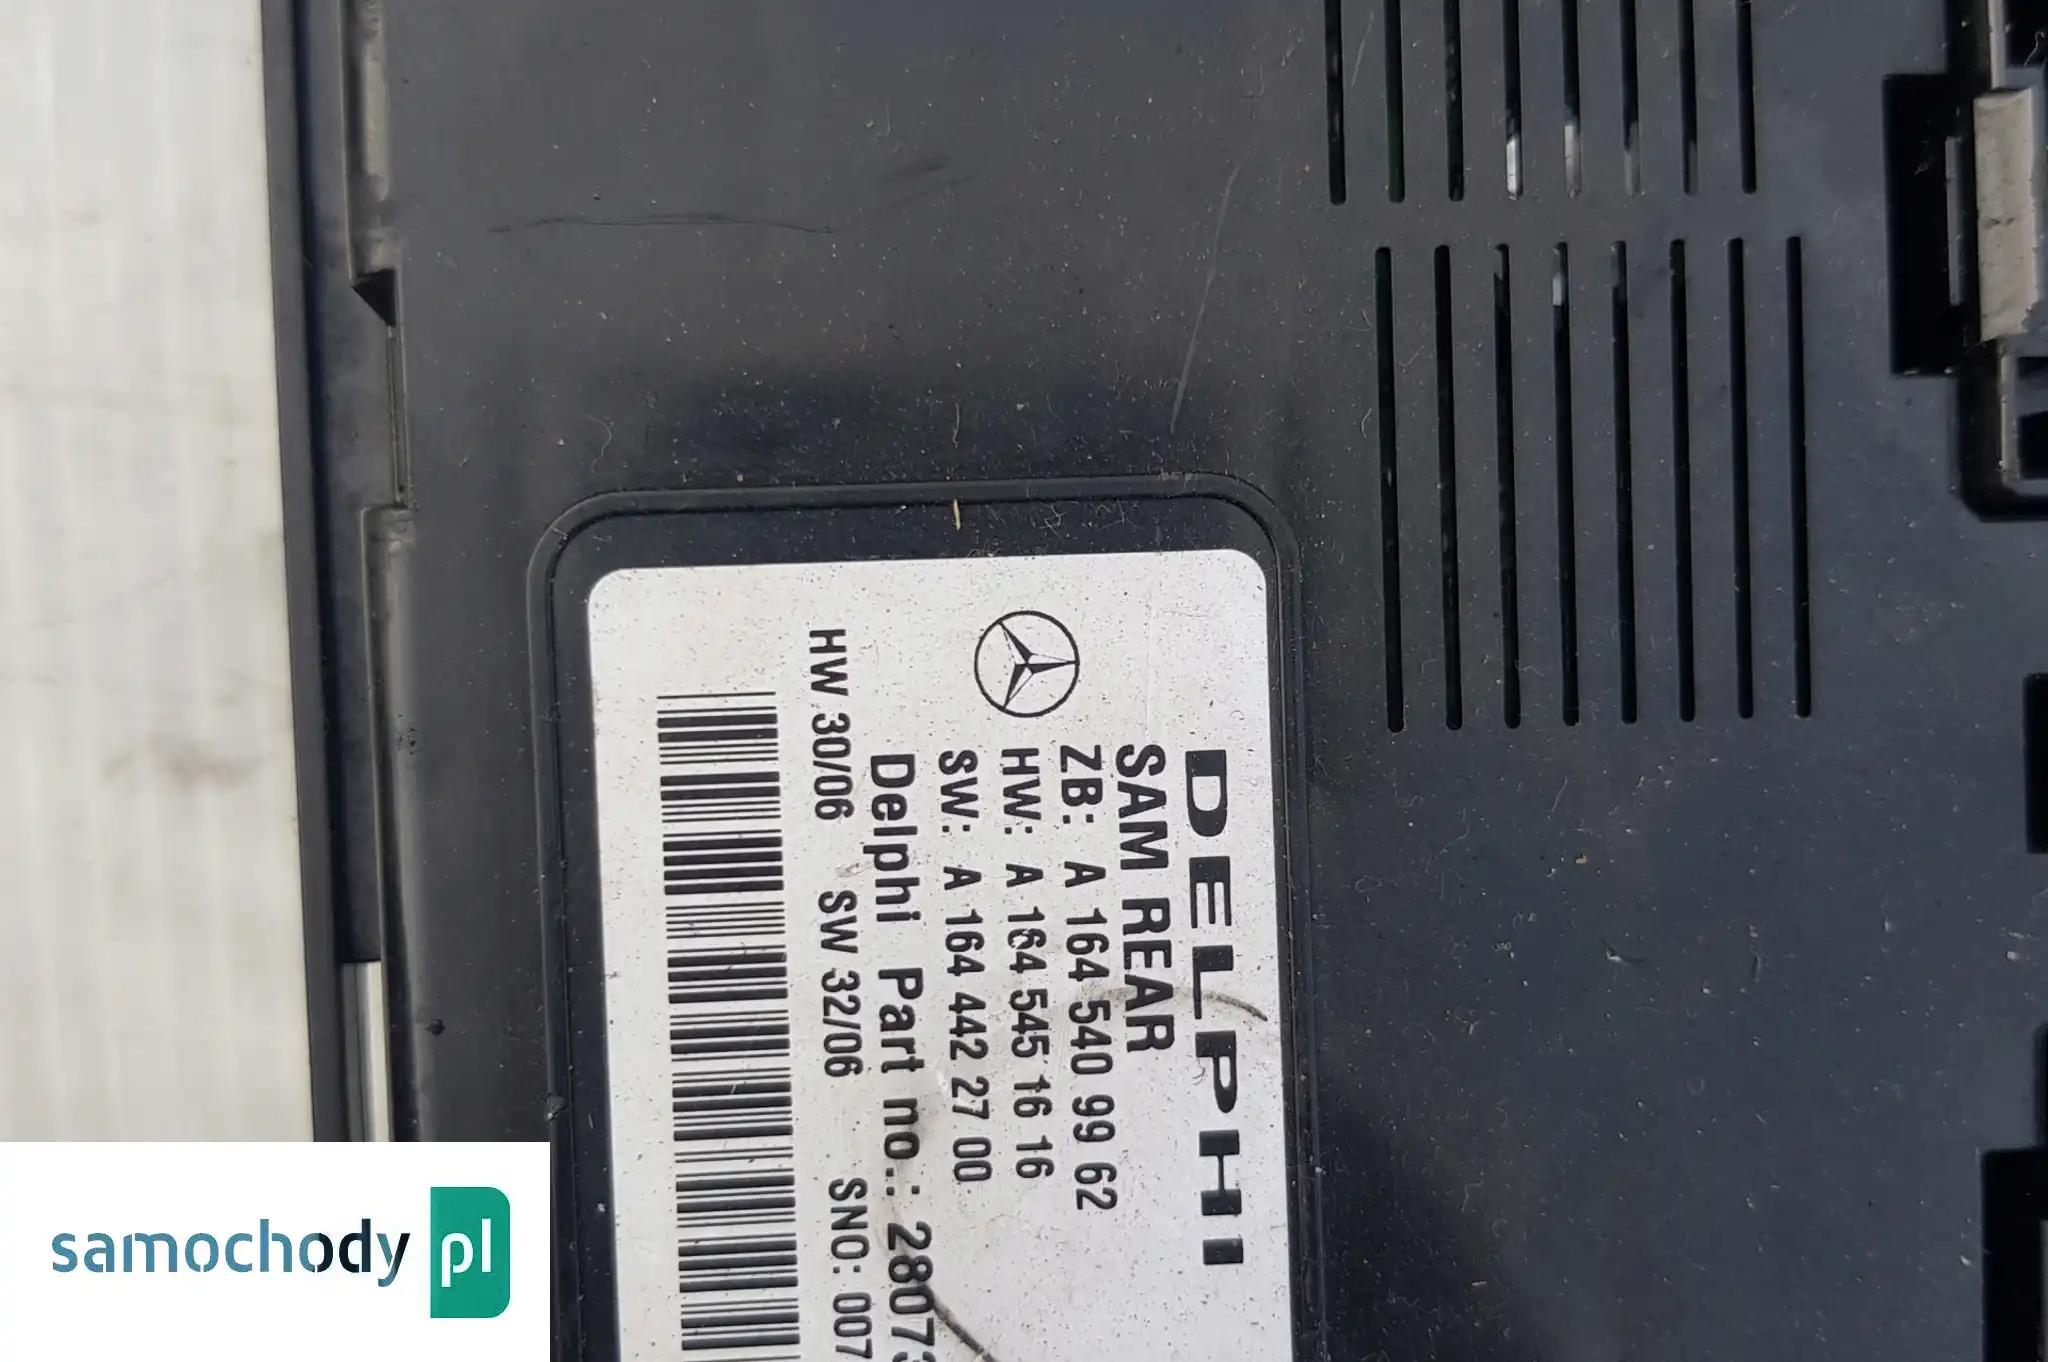 DELPHI
SAM REAR
ZB: A 164 540 99 62
HW: A 164 545 16 16
SW: A 164 442 27 00
Delphi Part no.: 28073
HW 30/06 SW 32/06 SNO: 007
samochody pl